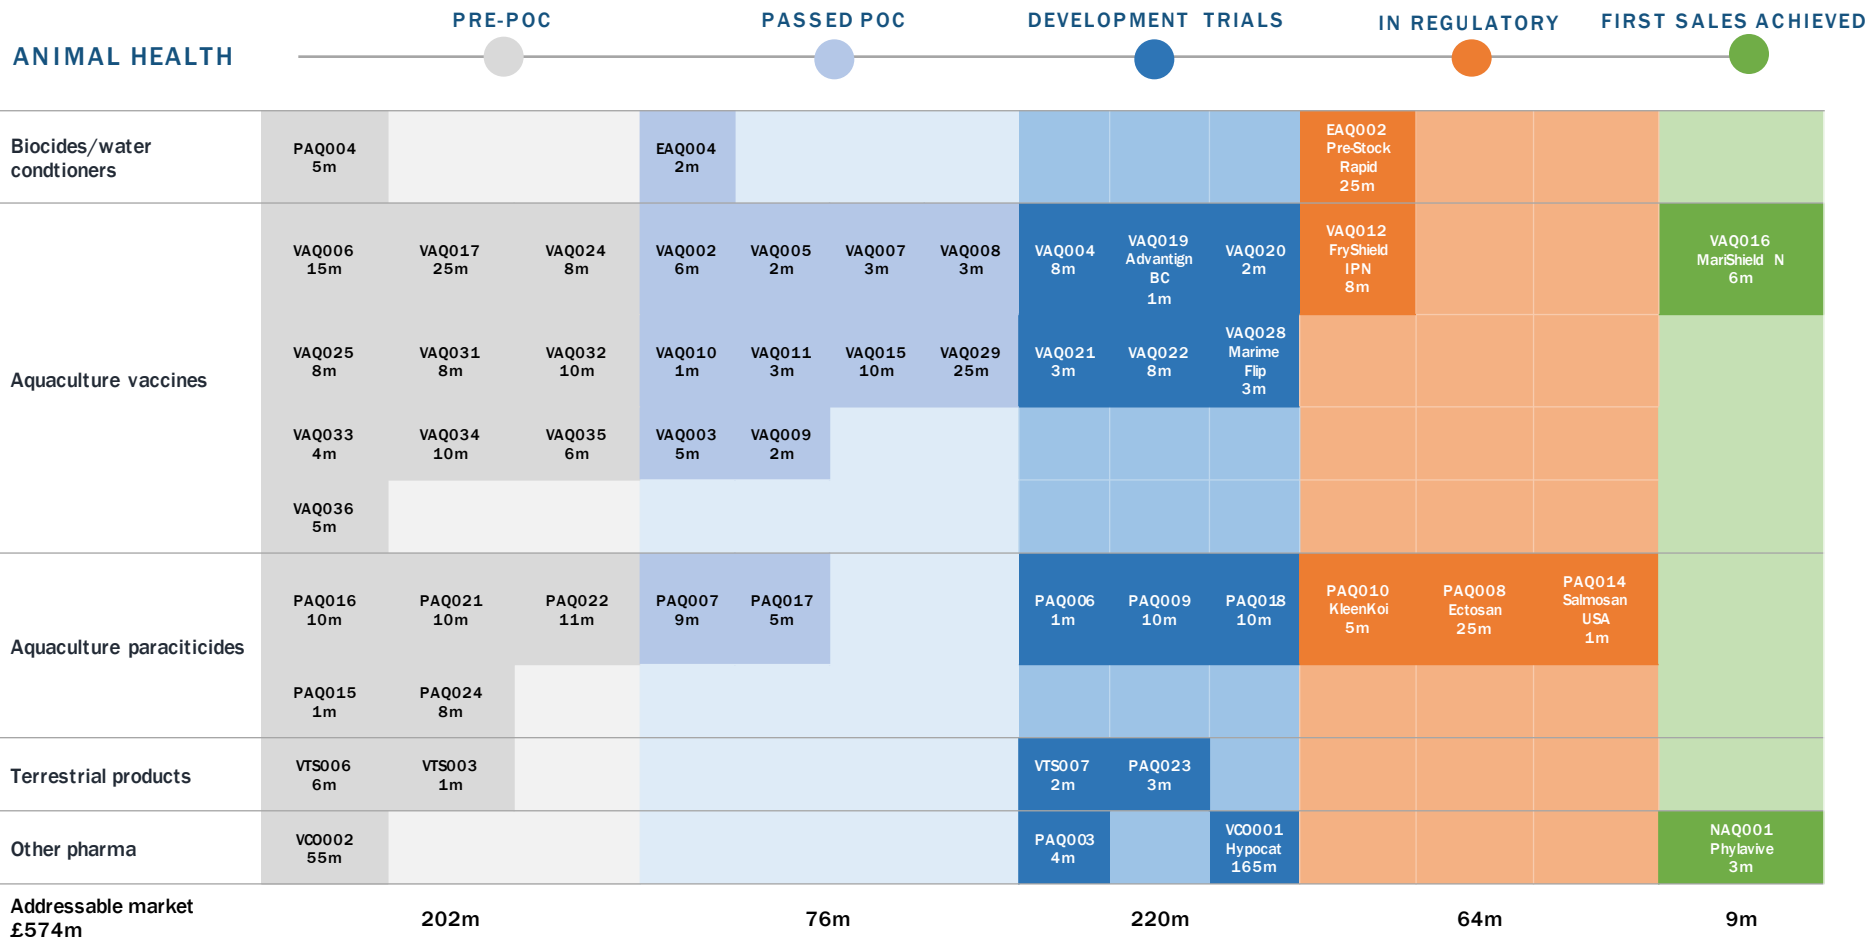 PRE-POC
PASSED POC
DEVELOPMENT TRIALS
IN REGULATORY
FIRST SALES ACHIEVED
ANIMAL HEALTH
Biocides/water
condtioners
PAQ004
5m
EAQ004
2m
EAQ002
Pre-Stock
Rapid
25m
Aquaculture vaccines
VAQ006
15m
VAQ017
25m
VAQ024
8m
VAQ002
6m
VAQ005
2m
VAQ007
3m
VAQ008
3m
VAQ004
8m
VAQ019
Advantign
BC
1m
VAQ020
2m
VAQ012
FryShield
IPN
8m
VAQ016
MariShield N
6m
VAQ025
8m
VAQ031
8m
VAQ032
10m
VAQ010
1m
VAQ011
3m
VAQ015
10m
VAQ029
25m
VAQ021
3m
VAQ022
8m
VAQ028
Marime
Flip
3m
VAQ033
4m
VAQ034
10m
VAQ035
6m
VAQ003
5m
VAQ009
2m
VAQ036
5m
Aquaculture paraciticides
PAQ016
10m
PAQ021
10m
PAQ022
11m
PAQ007
9m
PAQ017
5m
PAQ006
1m
PAQ009
10m
PAQ018
10m
PAQ010
KleenKoi
5m
PAQ008
Ectosan
25m
PAQ014
Salmosan
USA
1m
PAQ015
1m
PAQ024
8m
Terrestrial products
VTS006
6m
VTS003
1m
VTS007
2m
PAQ023
3m
Other pharma
VCO002
55m
PAQ003
4m
VCO001
Hypocat
165m
NAQ001
Phylavive
3m
Addressable market
£574m
202m
76m
220m
64m
9m